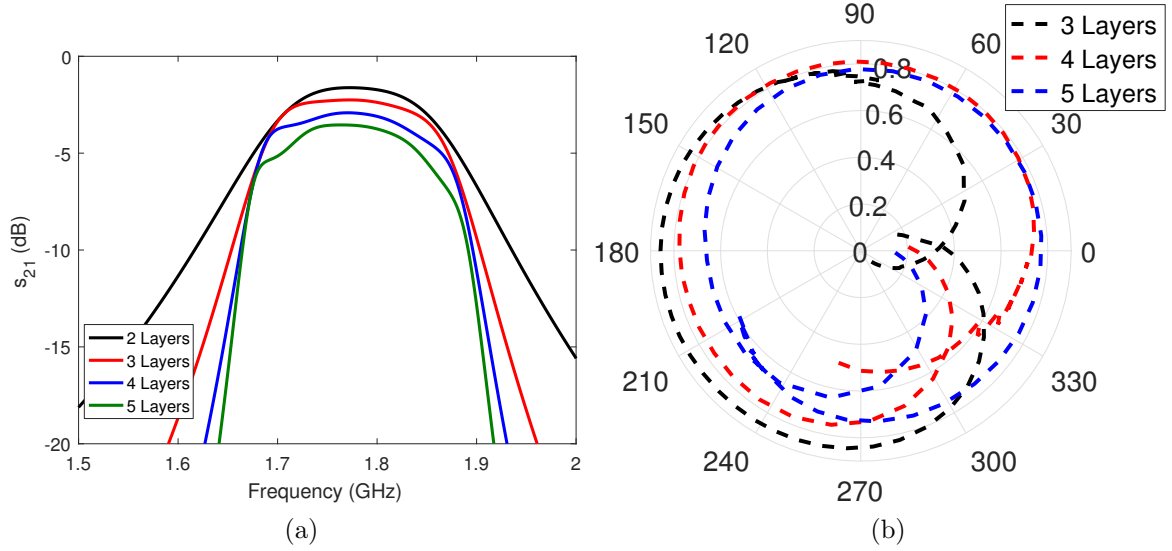 0
-5
-10
-15
-20
s21 (dB)
2 Layers
3 Layers
4 Layers
5 Layers
1.5 1.6 1.7 1.8 1.9 2
Frequency (GHz)
(a)
90
120 60
150 30
180 0
210 330
240 300
270
0.8
0.6
0.4
0.2
0
3 Layers
4 Layers
5 Layers
(b)